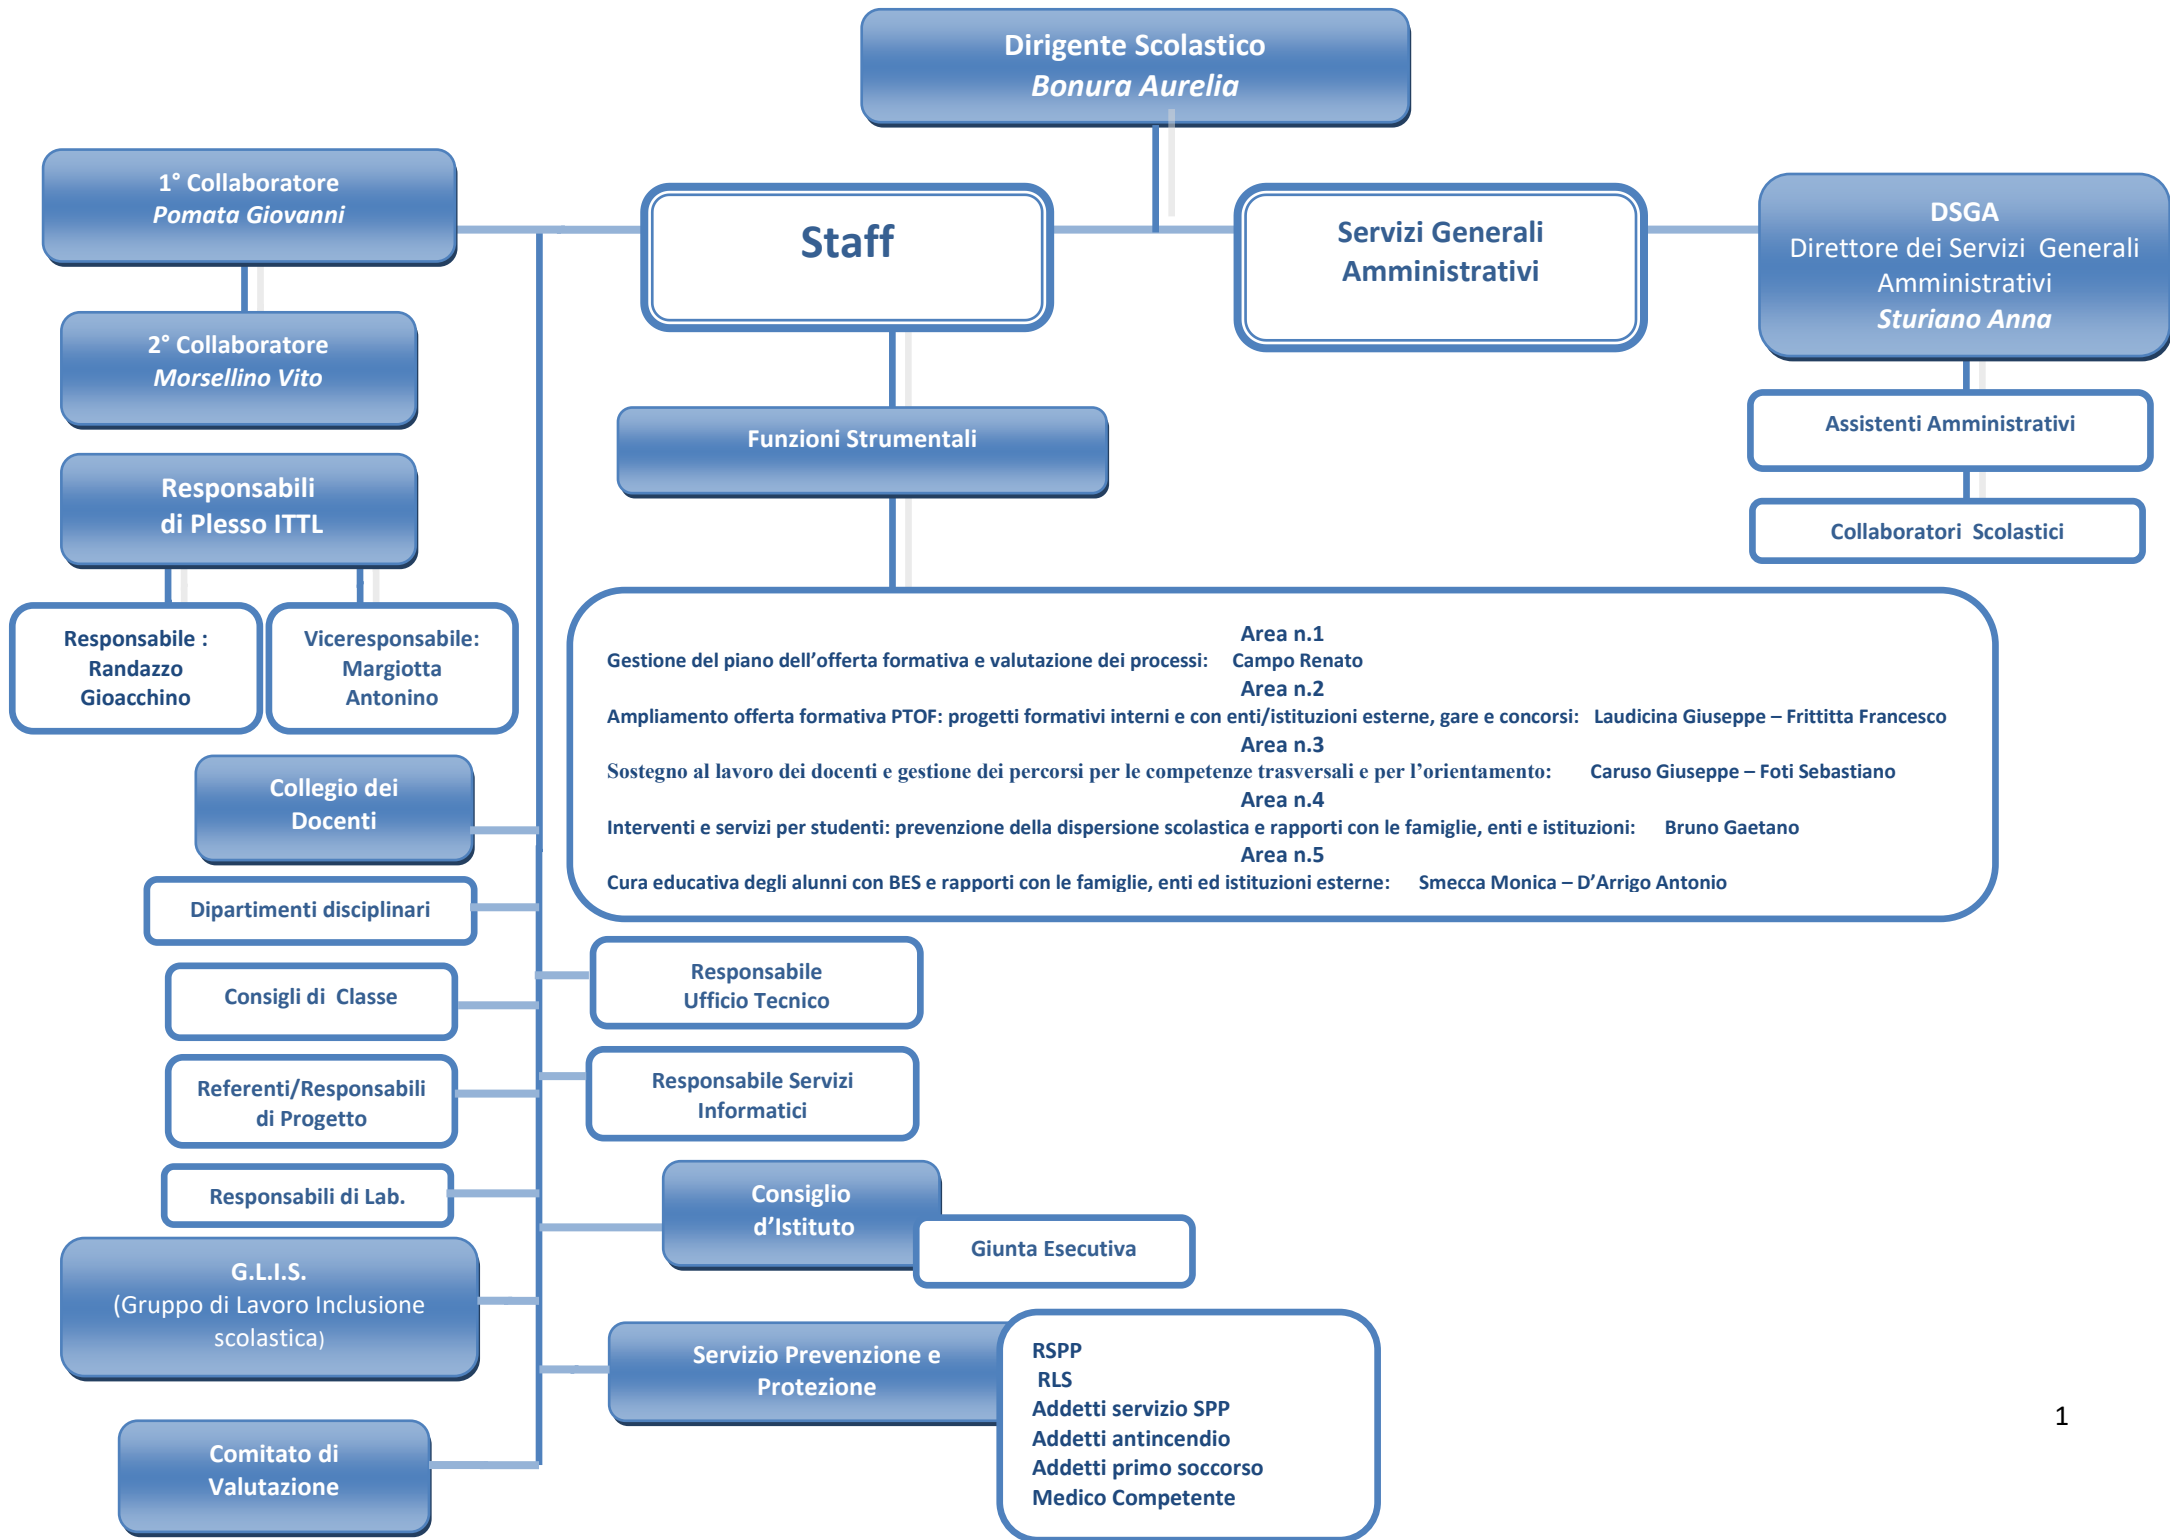 Dirigente Scolastico
Bonura Aurelia
1° Collaboratore
Pomata Giovanni
Staff
Servizi Generali
Amministrativi
DSGA
Direttore dei Servizi Generali
Amministrativi
Sturiano Anna
2° Collaboratore
Morsellino Vito
Funzioni Strumentali
Assistenti Amministrativi
Collaboratori Scolastici
Responsabili
di Plesso ITTL
Responsabile :
Randazzo
Gioacchino
Viceresponsabile:
Margiotta
Antonino
Area n.1
Gestione del piano dell’offerta formativa e valutazione dei processi: Campo Renato
Area n.2
Ampliamento offerta formativa PTOF: progetti formativi interni e con enti/istituzioni esterne, gare e concorsi: Laudicina Giuseppe – Frittitta Francesco
Area n.3
Sostegno al lavoro dei docenti e gestione dei percorsi per le competenze trasversali e per l’orientamento: Caruso Giuseppe – Foti Sebastiano
Area n.4
Interventi e servizi per studenti: prevenzione della dispersione scolastica e rapporti con le famiglie, enti e istituzioni: Bruno Gaetano
Area n.5
Cura educativa degli alunni con BES e rapporti con le famiglie, enti ed istituzioni esterne: Smecca Monica – D’Arrigo Antonio
Collegio dei
Docenti
Dipartimenti disciplinari
Consigli di Classe
Referenti/Responsabili
di Progetto
Responsabili di Lab.
G.L.I.S.
(Gruppo di Lavoro Inclusione
scolastica)
Comitato di
Valutazione
Responsabile
Ufficio Tecnico
Responsabile Servizi
Informatici
Consiglio
d’Istituto
Giunta Esecutiva
Servizio Prevenzione e
Protezione
RSPP
RLS
Addetti servizio SPP
Addetti antincendio
Addetti primo soccorso
Medico Competente
1